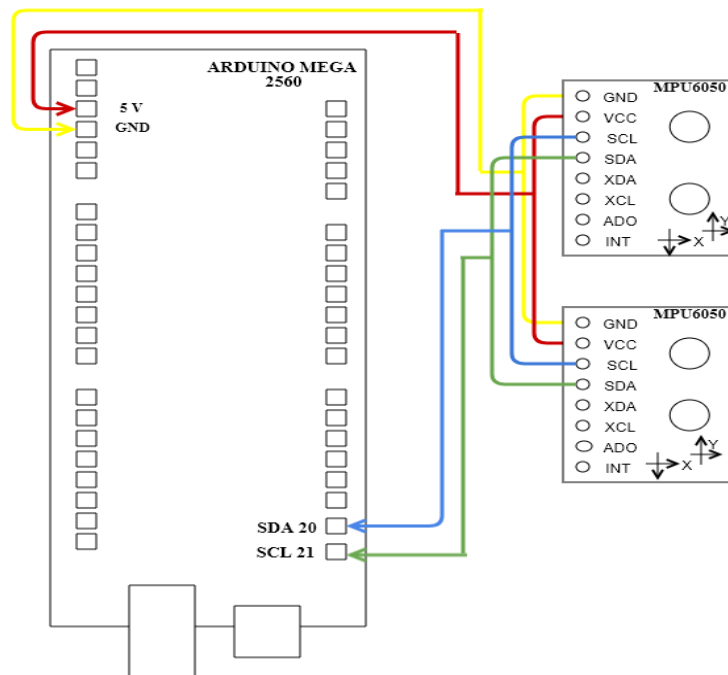 ARDUINO MEGA
2560
5 V
GND
SDA 20
SCL 21
MPU6050
GND
VCC
SCL
SDA
XDA
XCL
ADO
INT
X
Y
MPU6050
GND
VCC
SCL
SDA
XDA
XCL
ADO
INT
X
Y